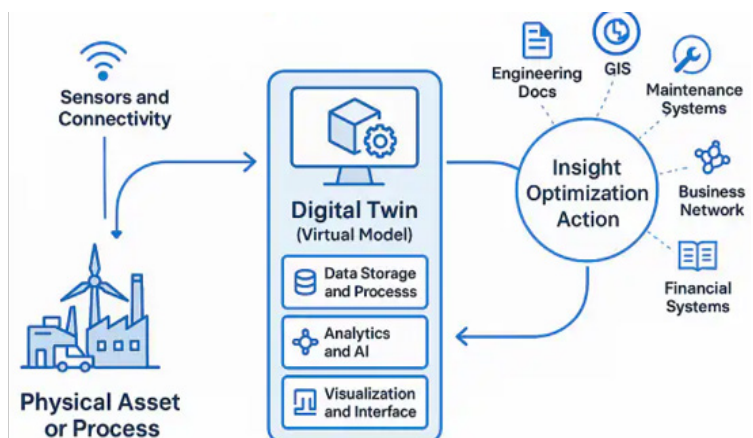 Sensors and
Connectivity
Physical Asset
or Process
Digital Twin
(Virtual Model)
Data Storage
and Processs
Analytics
and AI
Visualization
and Interface
Insight
Optimization
Action
Engineering
Docs
GIS
Maintenance
Systems
Business
Network
Financial
Systems